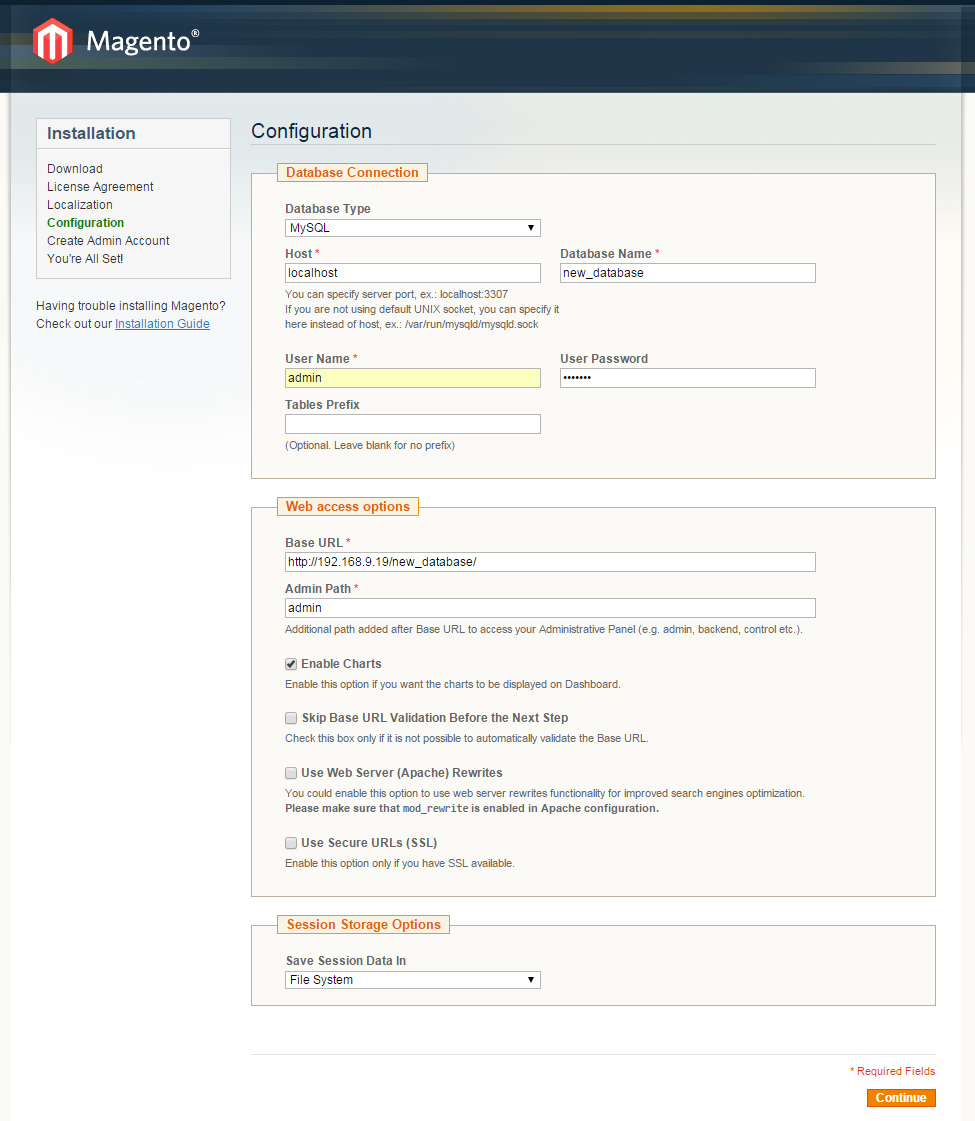 Magento®
Installation
Download
License Agreement
Localization
Configuration
Create Admin Account
You're All Set!
Having trouble installing Magento?
Check out our Installation Guide
Configuration
Database Connection
Database Type
MySQL
Host *
Database Name *
localhost
new_database
You can specify server port, ex.: localhost:3307
If you are not using default UNIX socket, you can specify it
here instead of host, ex.: /var/run/mysqld/mysqld.sock
User Name *
User Password
admin
•••••••
Tables Prefix
(Optional. Leave blank for no prefix)
Web access options
Base URL *
http://192.168.9.19/new_database/
Admin Path *
admin
Additional path added after Base URL to access your Administrative Panel (e.g. admin, backend, control etc.).
Enable Charts
Enable this option if you want the charts to be displayed on Dashboard.
Skip Base URL Validation Before the Next Step
Check this box only if it is not possible to automatically validate the Base URL.
Use Web Server (Apache) Rewrites
You could enable this option to use web server rewrites functionality for improved search engines optimization.
Please make sure that mod_rewrite is enabled in Apache configuration.
Use Secure URLs (SSL)
Enable this option only if you have SSL available.
Session Storage Options
Save Session Data In
File System
* Required Fields
Continue